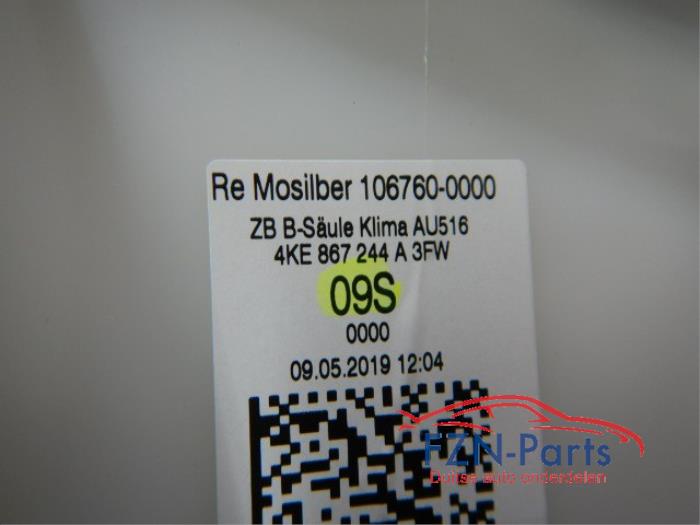 Re Mosilber 106760-0000
ZB B-Säule Klima AU516
4KE 867 244 A 3FW
09S
0000
09.05.2019 12:04
FZN-Parts
Duitse auto onderdelen